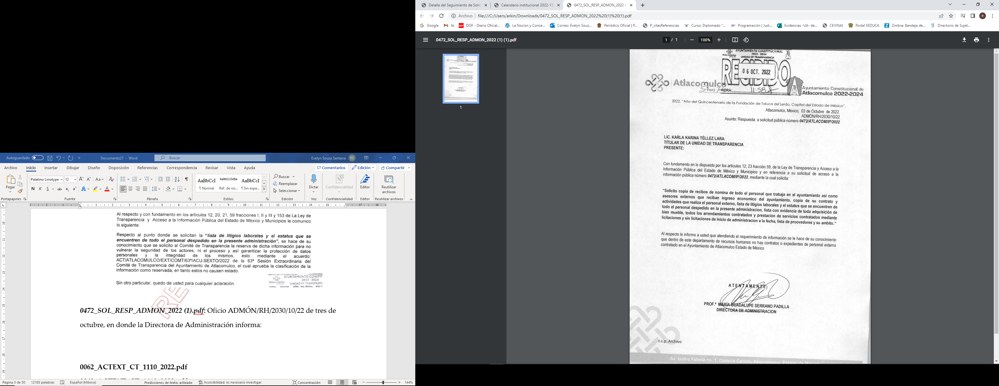 Autoguardado
Documento27 - Word
Buscar
Evelyn Souza Santana
ES
Archivo
Inicio
Insertar
Dibujar
Diseño
Disposición
Referencias
Correspondencia
Revisar
Vista
Ayuda
Comentarios
Edición
Compartir
Pegar
Palatino Linotype
12
N K S ab x₂ x²
AaBbCcI
¶ Normal
AaBbCcDdEe
Ref. de no...
AaBbCcI
¶ Sin espa...
Buscar
Reemplazar
Seleccionar
Dictar
Confidencialidad
Editor
Reutilizar archivos
Portapapeles
Fuente
Párrafo
Estilos
Edición
Voz
Confidencialidad
Editor
Reutilizar archivos
Al respecto y con fundamento en los artículos 12, 20, 21, 59 fracciones I, II y III y 153 de La Ley de
Transparencia y Acceso a la Información Pública del Estado de México y Municipios le comunico
lo siguiente:
Respecto al punto donde se solicitan la “lista de litigios laborales y el estatus que se
encuentren de todo el personal despedido en la presente administración”, se hace de su
conocimiento que se solicito al Comité de Transparencia la reserva de dicha información para no
vulnerar la seguridad de los actores, ni el proceso y así garantizar la protección de datos
personales y la integridad de los mismos, esto mediante el acuerdo:
ACT/ATLACOMULCO/EXT/COMT/63ª/ACU-SEXTO/2022 de la 63ª Sesión Extraordinaria del
Comité de Transparencia del Ayuntamiento de Atlacomulco, el cual aprueba la clasificación de la
información como reservada, en tanto estos no causen estado.
AYUNTAMIENTO CONSTIT
2022 - 2024
Atlacomulco
UNIDAD DE TRANSPAREN
Sin otro particular, quedo de usted para cualquier aclaración.
RE
0472_SOL_RESP_ADMON_2022 (1).pdf: Oficio ADMÓN/RH/2030/10/22 de tres de
octubre, en donde la Directora de Administración informa:
0062_ACTEXT_CT_1110_2022.pdf
Página 5 de 50
12185 palabras
Español (México)
Predicciones de texto: activado
Accesibilidad: es necesario investigar
Concentración
144%
Detalle del Seguimiento de Solic
Calendario institucional 2022-15
0472_SOL_RESP_ADMON_2022 (
Archivo
file:///C:/Users/arkin/Downloads/0472_SOL_RESP_ADMON_2022%20(1)%20(1).pdf
e
Google
fa
DOF - Diario Oficial...
La Nocion y Conce...
Correo: Evelyn Souz...
Periódico Oficial | P...
P_citasReferencias
Curso: Diplomado "...
Programación | Just...
Evidencias -UA- de...
CEVINAI
Portal SEDUCA
Zimbra: Bandeja de...
Directorio de Sujet...
0472_SOL_RESP_ADMON_2022 (1) (1).pdf
1 / 1
100%
1
AYUNTAMIENTO CONSTITUCIONAL
2022 - 2024
Atlacomulco
UNIDAD DE TRANSPARENCIA
RECIBIDO
0 6 OCT. 2022
HORA: 11:58
Atlacomulco
Ayuntamiento Constitucional de
Atlacomulco 2022-2024
2022. "Año del Quincentenario de la Fundación de Toluca de Lerdo, Capital del Estado de México".
Atlacomulco, México; 03 de Octubre de 2022.
ADMÓN/RH/2030/10/22
Asunto: Respuesta a solicitud pública número 0472/ATLACOM/IP/2022
LIC. KARLA KARINA TÉLLEZ LARA
TITULAR DE LA UNIDAD DE TRANSPARENCIA
PRESENTE:
Con fundamento en lo dispuesto por los artículos 12, 23 fracción 59, de la Ley de Transparencia y Acceso a la
Información Pública del Estado de México y Municipios y en referencia a su solicitud de acceso a la
información pública número 0472/ATLACOM/IP/2022, mediante la cual solicita:
“Solicito copia de recibos de nomina de todo el personal que trabaja en el ayuntamiento asi como
asesores externos que reciban ingreso economico del ayuntamiento, copia de su contrato y
actividades que realiza el personal externo, lista de litigios laborales y el estatus que se encuentren de
todo el personal despedido en la presente administracion, lista con evidencia de toda adquisición de
bien mueble, todos los arrendamientos contratados y prestación de servicios contratados mediante
licitaciones y sin licitaciones de inicio de administracion a la fecha, lista de proovedores y su ambito,.”
Al respecto le informo a usted que atendiendo el requerimiento de información se le hace de su conocimiento
que dentro de este departamento de recursos humanos no hay contratos o expedientes de personal externo
contratado en el Ayuntamiento de Atlacomulco Estado de México
ATENTAMENTE
PROF.ª MARÍA GUADALUPE SERRANO PADILLA
DIRECTORA DE ADMINISTRACION
c.c.p. Archivo
Av. Isidro Fabela no. 1, Colonia Centro, Atlacomulco, Estado de México